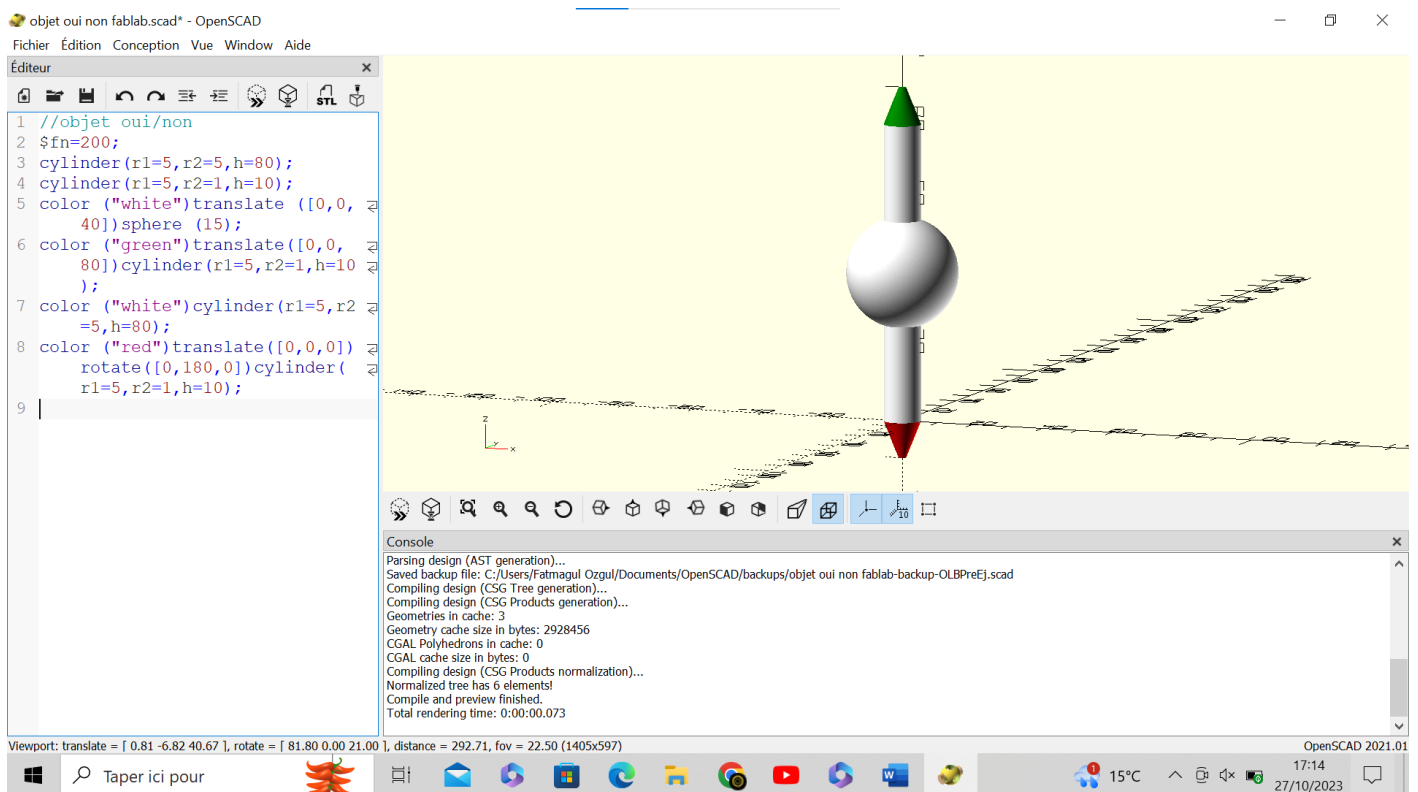 objet oui non fablab.scad* - OpenSCAD
Fichier Édition Conception Vue Window Aide
Éditeur
STL
1 //objet oui/non
2 $fn=200;
3 cylinder(r1=5,r2=5,h=80);
4 cylinder(r1=5,r2=1,h=10);
5 color ("white")translate ([0,0,
40])sphere (15);
6 color ("green")translate([0,0,
80])cylinder(r1=5,r2=1,h=10
);
7 color ("white")cylinder(r1=5,r2
=5,h=80);
8 color ("red")translate([0,0,0])
rotate([0,180,0])cylinder(
r1=5,r2=1,h=10);
9
z
y
x
10
Console
Parsing design (AST generation)...
Saved backup file: C:/Users/Fatmagul Ozgul/Documents/OpenSCAD/backups/objet oui non fablab-backup-OLBPreEj.scad
Compiling design (CSG Tree generation)...
Compiling design (CSG Products generation)...
Geometries in cache: 3
Geometry cache size in bytes: 2928456
CGAL Polyhedrons in cache: 0
CGAL cache size in bytes: 0
Compiling design (CSG Products normalization)...
Normalized tree has 6 elements!
Compile and preview finished.
Total rendering time: 0:00:00.073
Viewport: translate = [ 0.81 -6.82 40.67 ], rotate = [ 81.80 0.00 21.00 ], distance = 292.71, fov = 22.50 (1405x597)
OpenSCAD 2021.01
Taper ici pour
1
15°C
17:14
27/10/2023